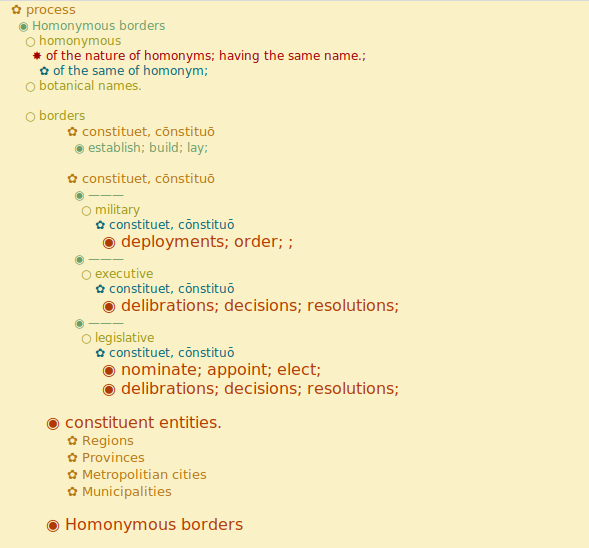 ✿ process
◉ Homonymous borders
○ homonymous
✸ of the nature of homonyms; having the same name.;
✿ of the same of homonym;
○ botanical names.
○ borders
✿ constituet, cōnstituō
◉ establish; build; lay;
✿ constituet, cōnstituō
◉ ———
○ military
✿ constituet, cōnstituō
◉ deployments; order; ;
◉ ———
○ executive
✿ constituet, cōnstituō
◉ delibrations; decisions; resolutions;
◉ ———
○ legislative
✿ constituet, cōnstituō
◉ nominate; appoint; elect;
◉ delibrations; decisions; resolutions;
◉ constituent entities.
✿ Regions
✿ Provinces
✿ Metropolitian cities
✿ Municipalities
◉ Homonymous borders